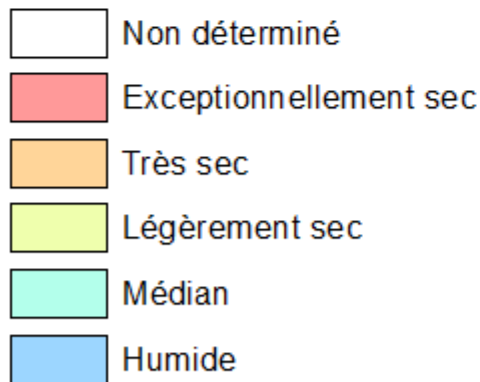 Non déterminé
Exceptionnellement sec
Très sec
Légèrement sec
Médian
Humide